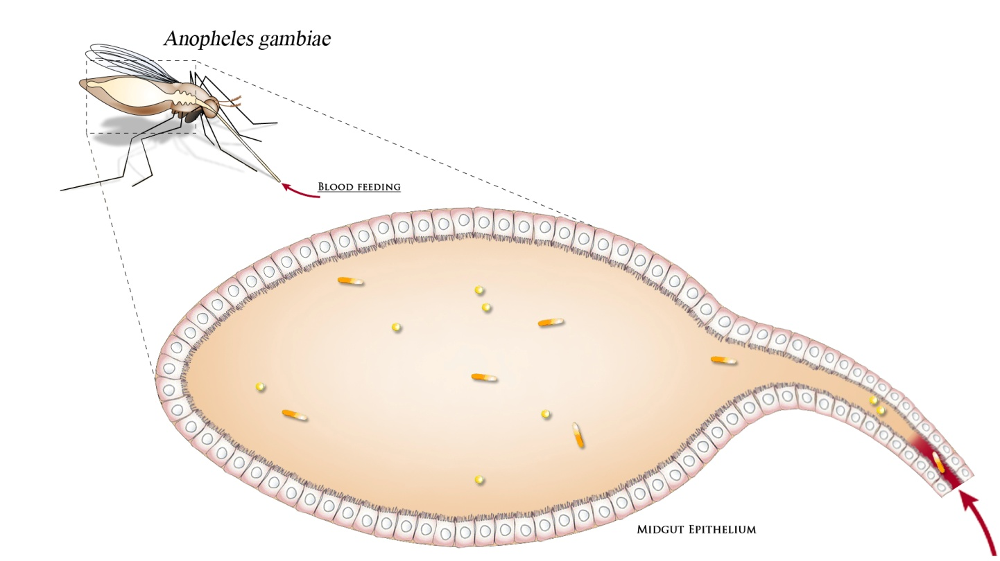 Anopheles gambiae
Blood feeding
Midgut Epithelium